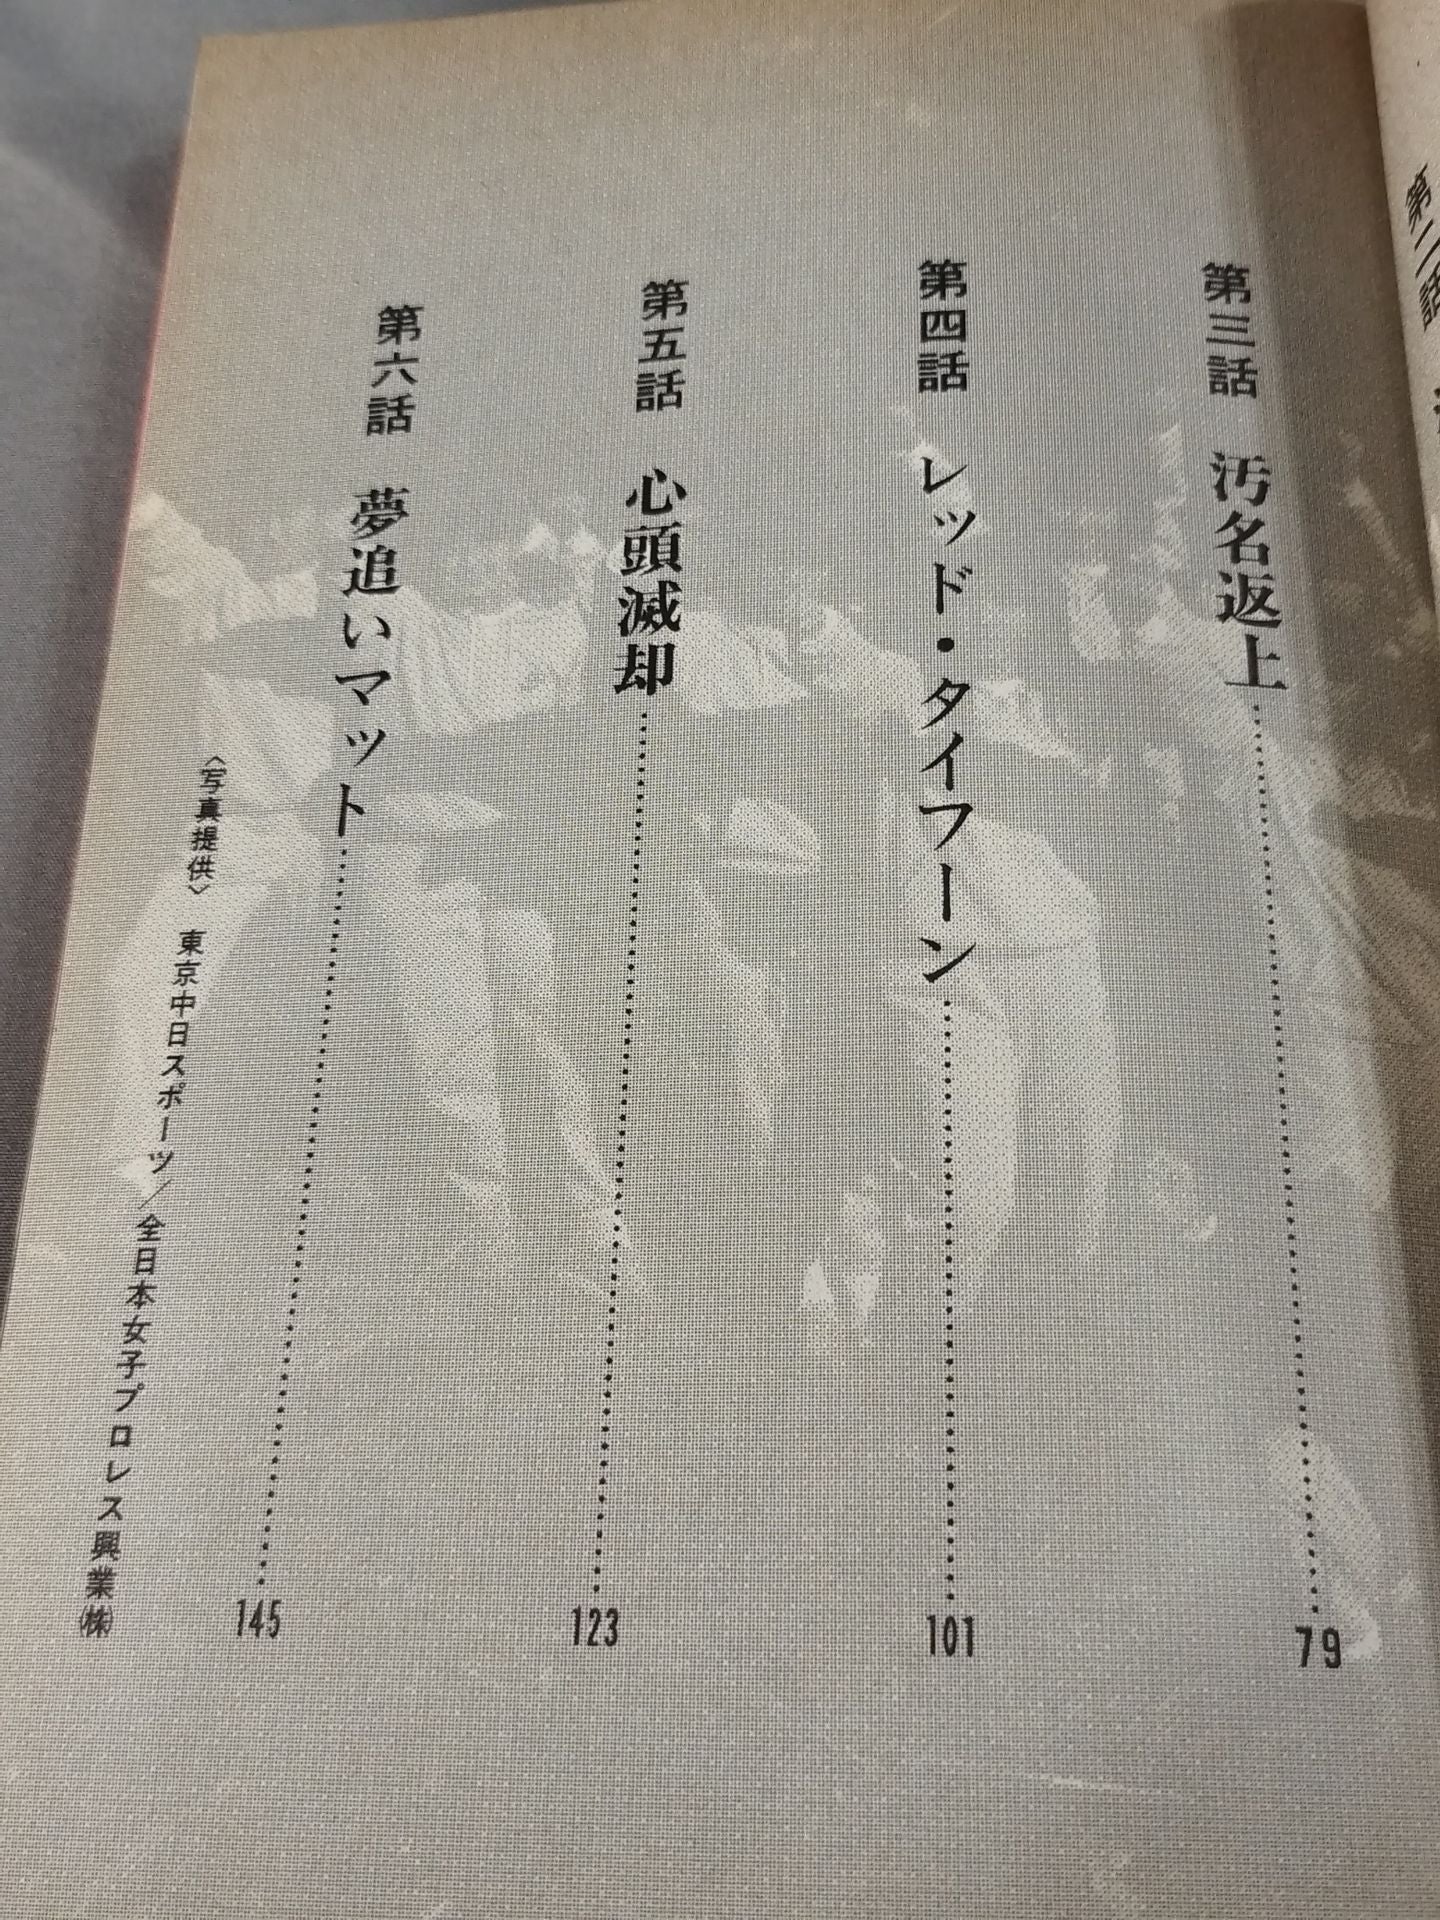 第二話
第三話 汚名返上……79
第四話 レッド・タイフーン……101
第五話 心頭滅却……123
第六話 夢追いマット……145
〈写真提供〉 東京中日スポーツ／全日本女子プロレス興業㈱